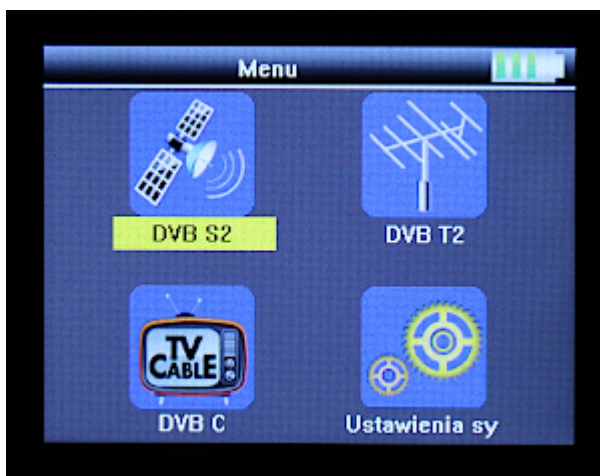 Menu
DVB S2
DVB T2
TV
CABLE
DVB C
Ustawienia sy